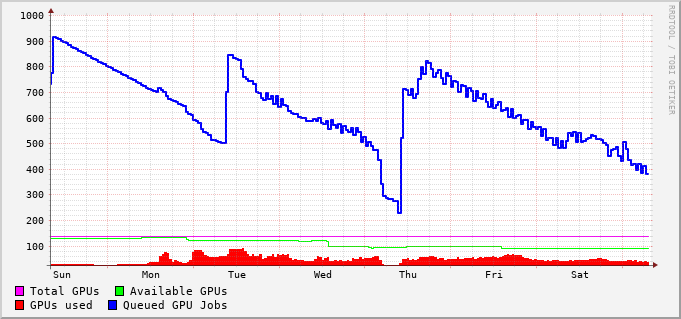 1000
900
800
700
600
500
400
300
200
100
Sun Mon Tue Wed Thu Fri Sat
Total GPUs Available GPUs
GPUs used Queued GPU Jobs
RRDTOOL / TOBI OETIKER